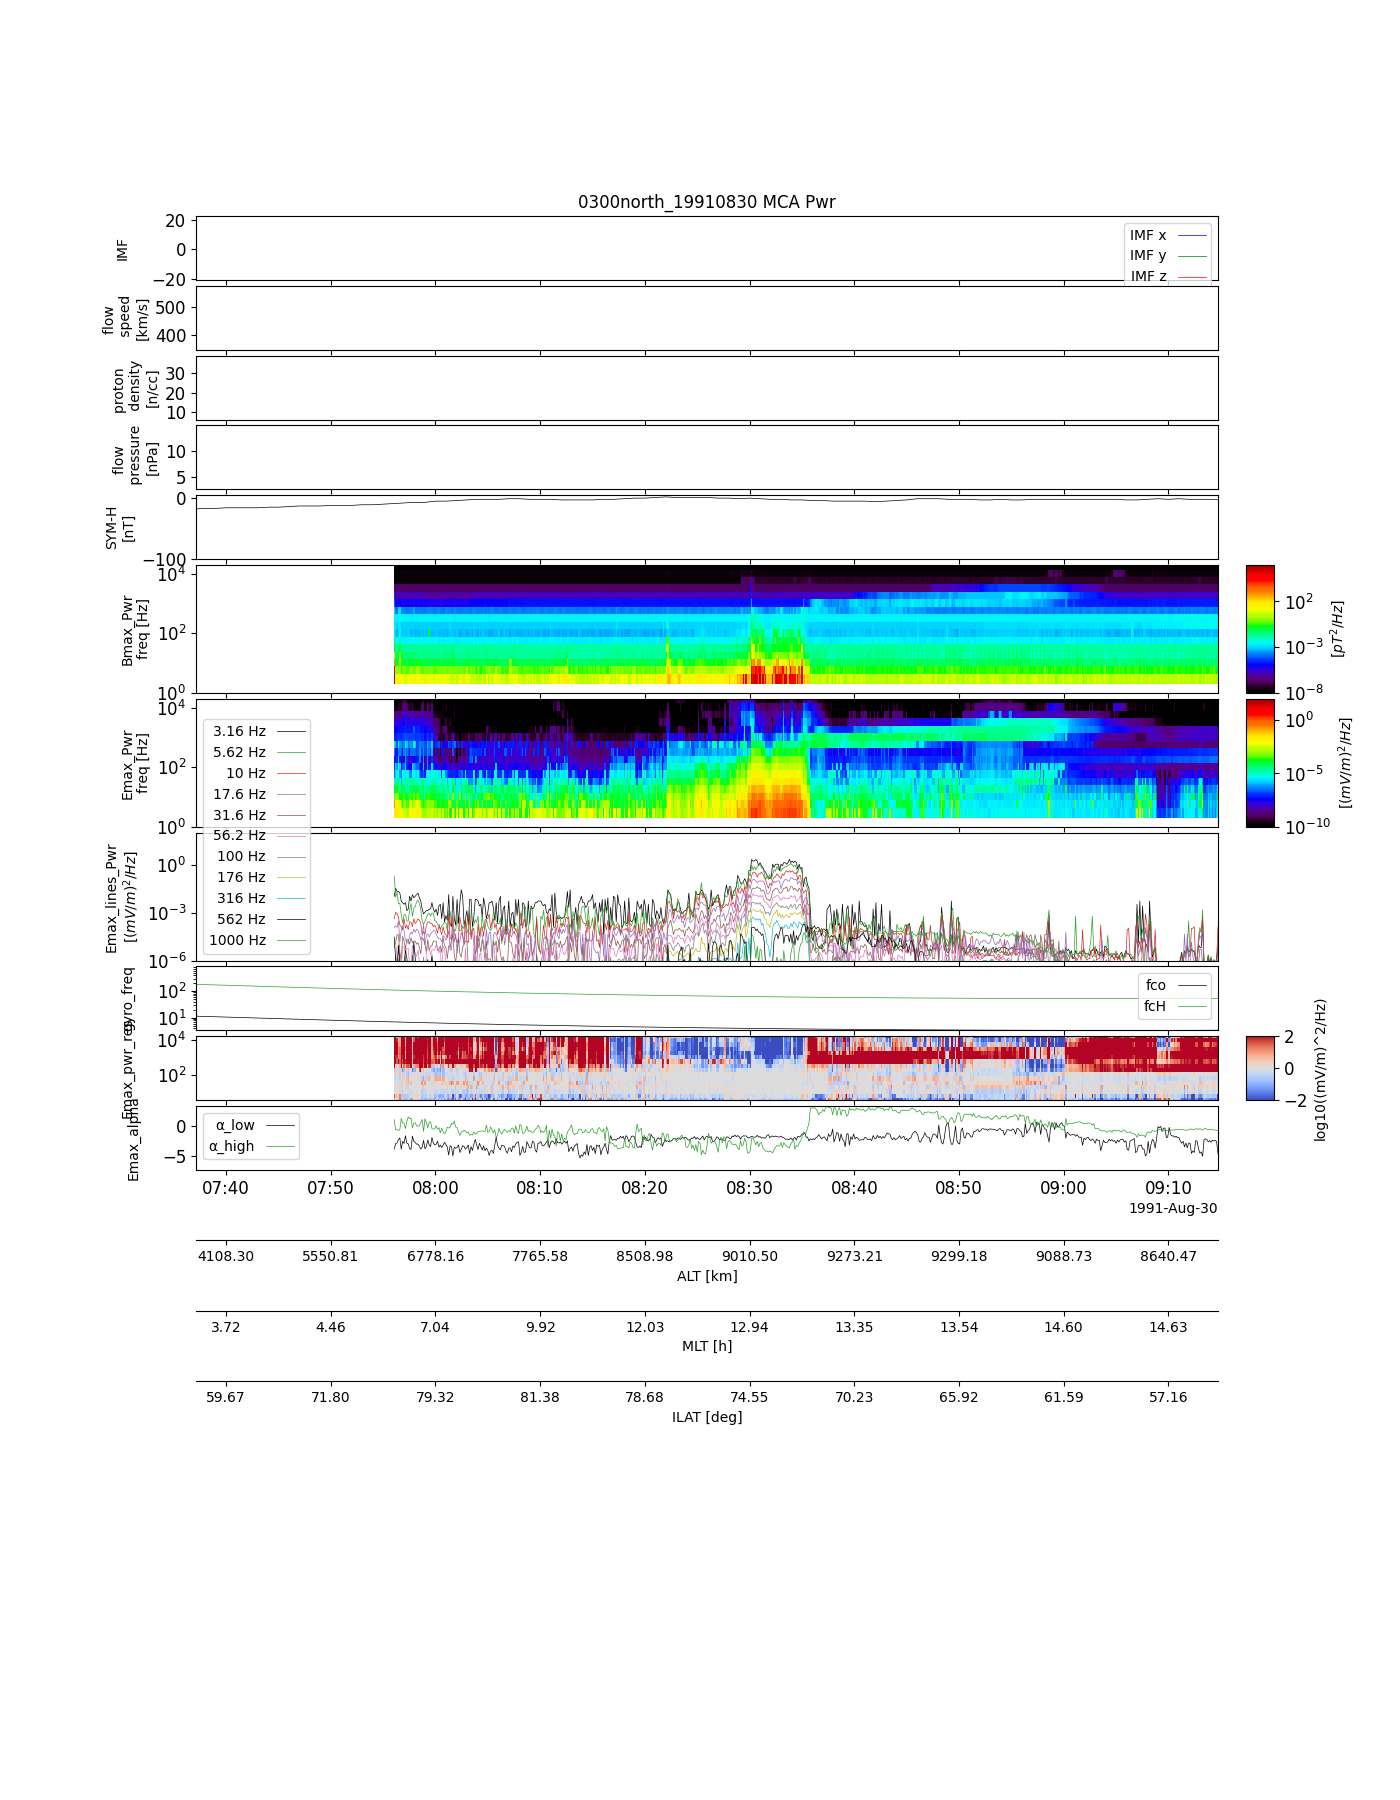 0300north_19910830 MCA Pwr
20
0
−20
IMF
IMF x
IMF y
IMF z
500
400
flow
speed
[km/s]
30
20
10
proton
density
[n/cc]
10
5
flow
pressure
[nPa]
0
−100
SYM-H
[nT]
10^4
10^2
10^0
Bmax_Pwr
freq [Hz]
10^2
10^−3
10^−8
[pT^2/Hz]
10^4
10^2
10^0
Emax_Pwr
freq [Hz]
10^0
10^−5
10^−10
[(mV/m)^2/Hz]
3.16 Hz
5.62 Hz
10 Hz
17.6 Hz
31.6 Hz
56.2 Hz
100 Hz
176 Hz
316 Hz
562 Hz
1000 Hz
10^0
10^−3
10^−6
Emax_lines_Pwr
[(mV/m)^2/Hz]
10^2
10^1
gyro_freq
fco
fcH
10^4
10^2
Emax_pwr_reg
2
0
−2
log10((mV/m)^2/Hz)
0
−5
Emax_alpha
α_low
α_high
07:40 07:50 08:00 08:10 08:20 08:30 08:40 08:50 09:00 09:10
1991-Aug-30
4108.30 5550.81 6778.16 7765.58 8508.98 9010.50 9273.21 9299.18 9088.73 8640.47
ALT [km]
3.72 4.46 7.04 9.92 12.03 12.94 13.35 13.54 14.60 14.63
MLT [h]
59.67 71.80 79.32 81.38 78.68 74.55 70.23 65.92 61.59 57.16
ILAT [deg]